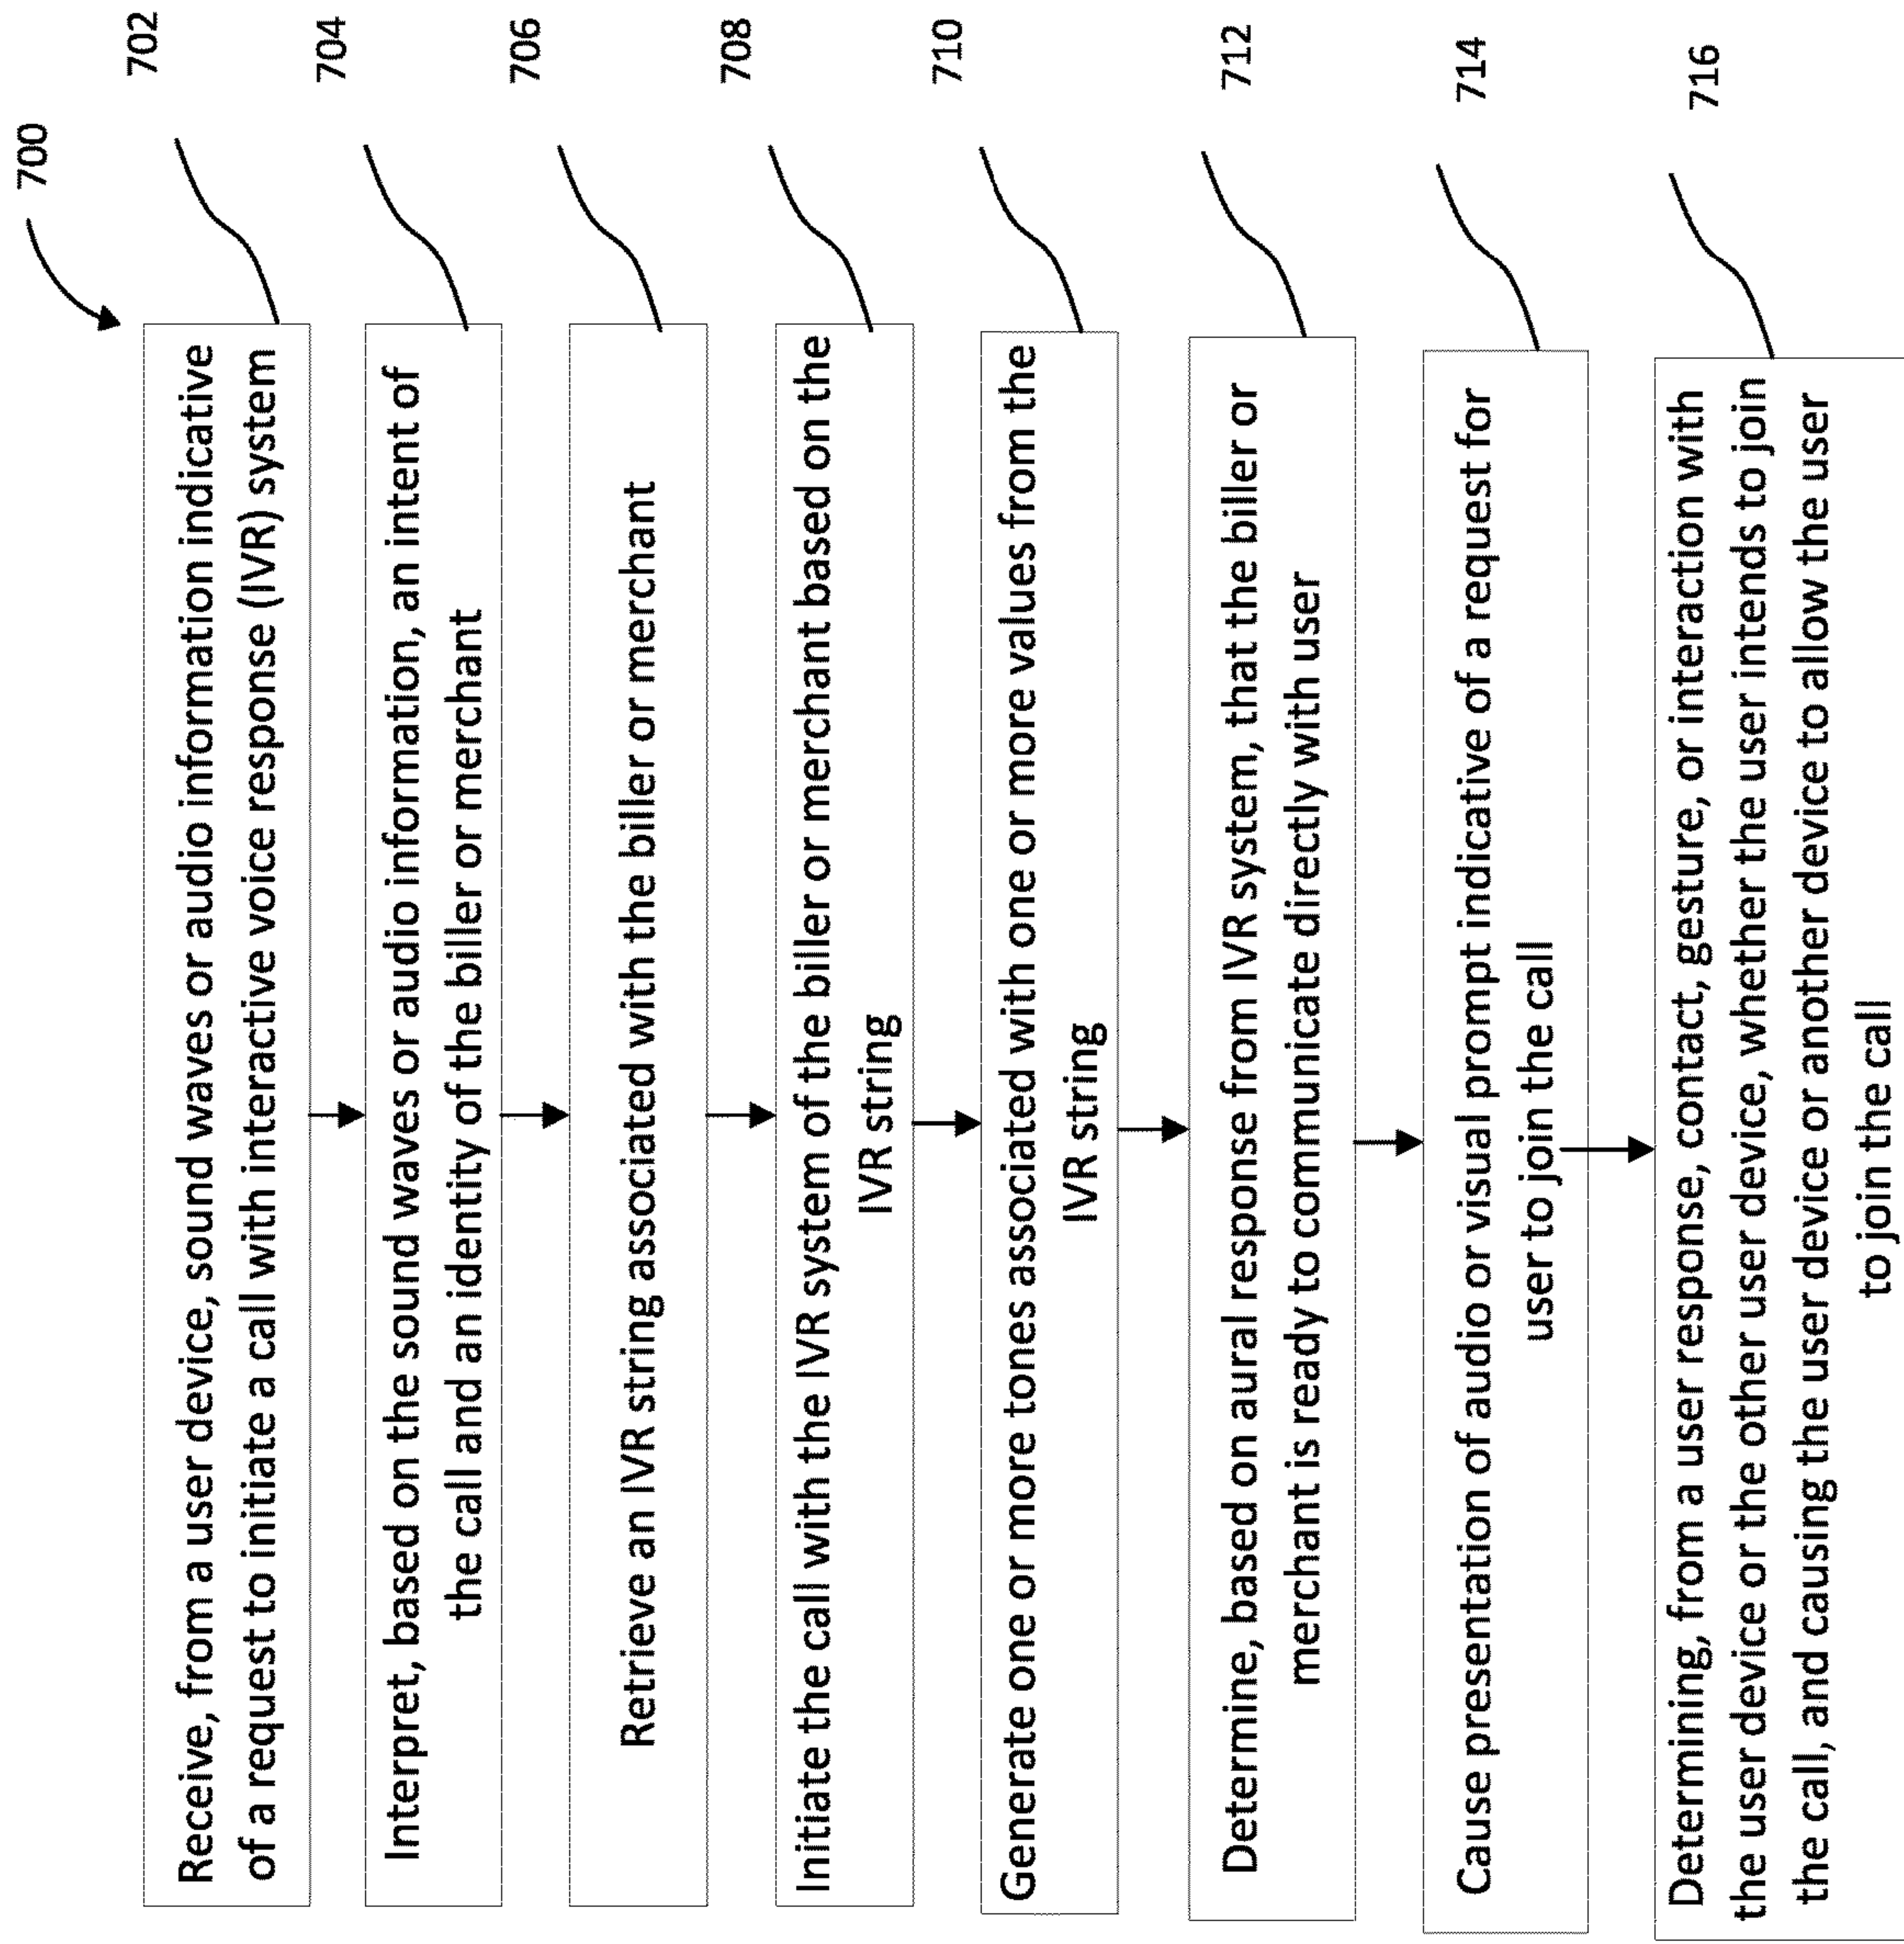 700
Receive, from a user device, sound waves or audio information indicative
of a request to initiate a call with interactive voice response (IVR) system
702
Interpret, based on the sound waves or audio information, an intent of
the call and an identity of the biller or merchant
704
Retrieve an IVR string associated with the biller or merchant
706
Initiate the call with the IVR system of the biller or merchant based on the
IVR string
708
Generate one or more tones associated with one or more values from the
IVR string
710
Determine, based on aural response from IVR system, that the biller or
merchant is ready to communicate directly with user
712
Cause presentation of audio or visual prompt indicative of a request for
user to join the call
714
Determining, from a user response, contact, gesture, or interaction with
the user device or the other user device, whether the user intends to join
the call, and causing the user device or another device to allow the user
to join the call
716